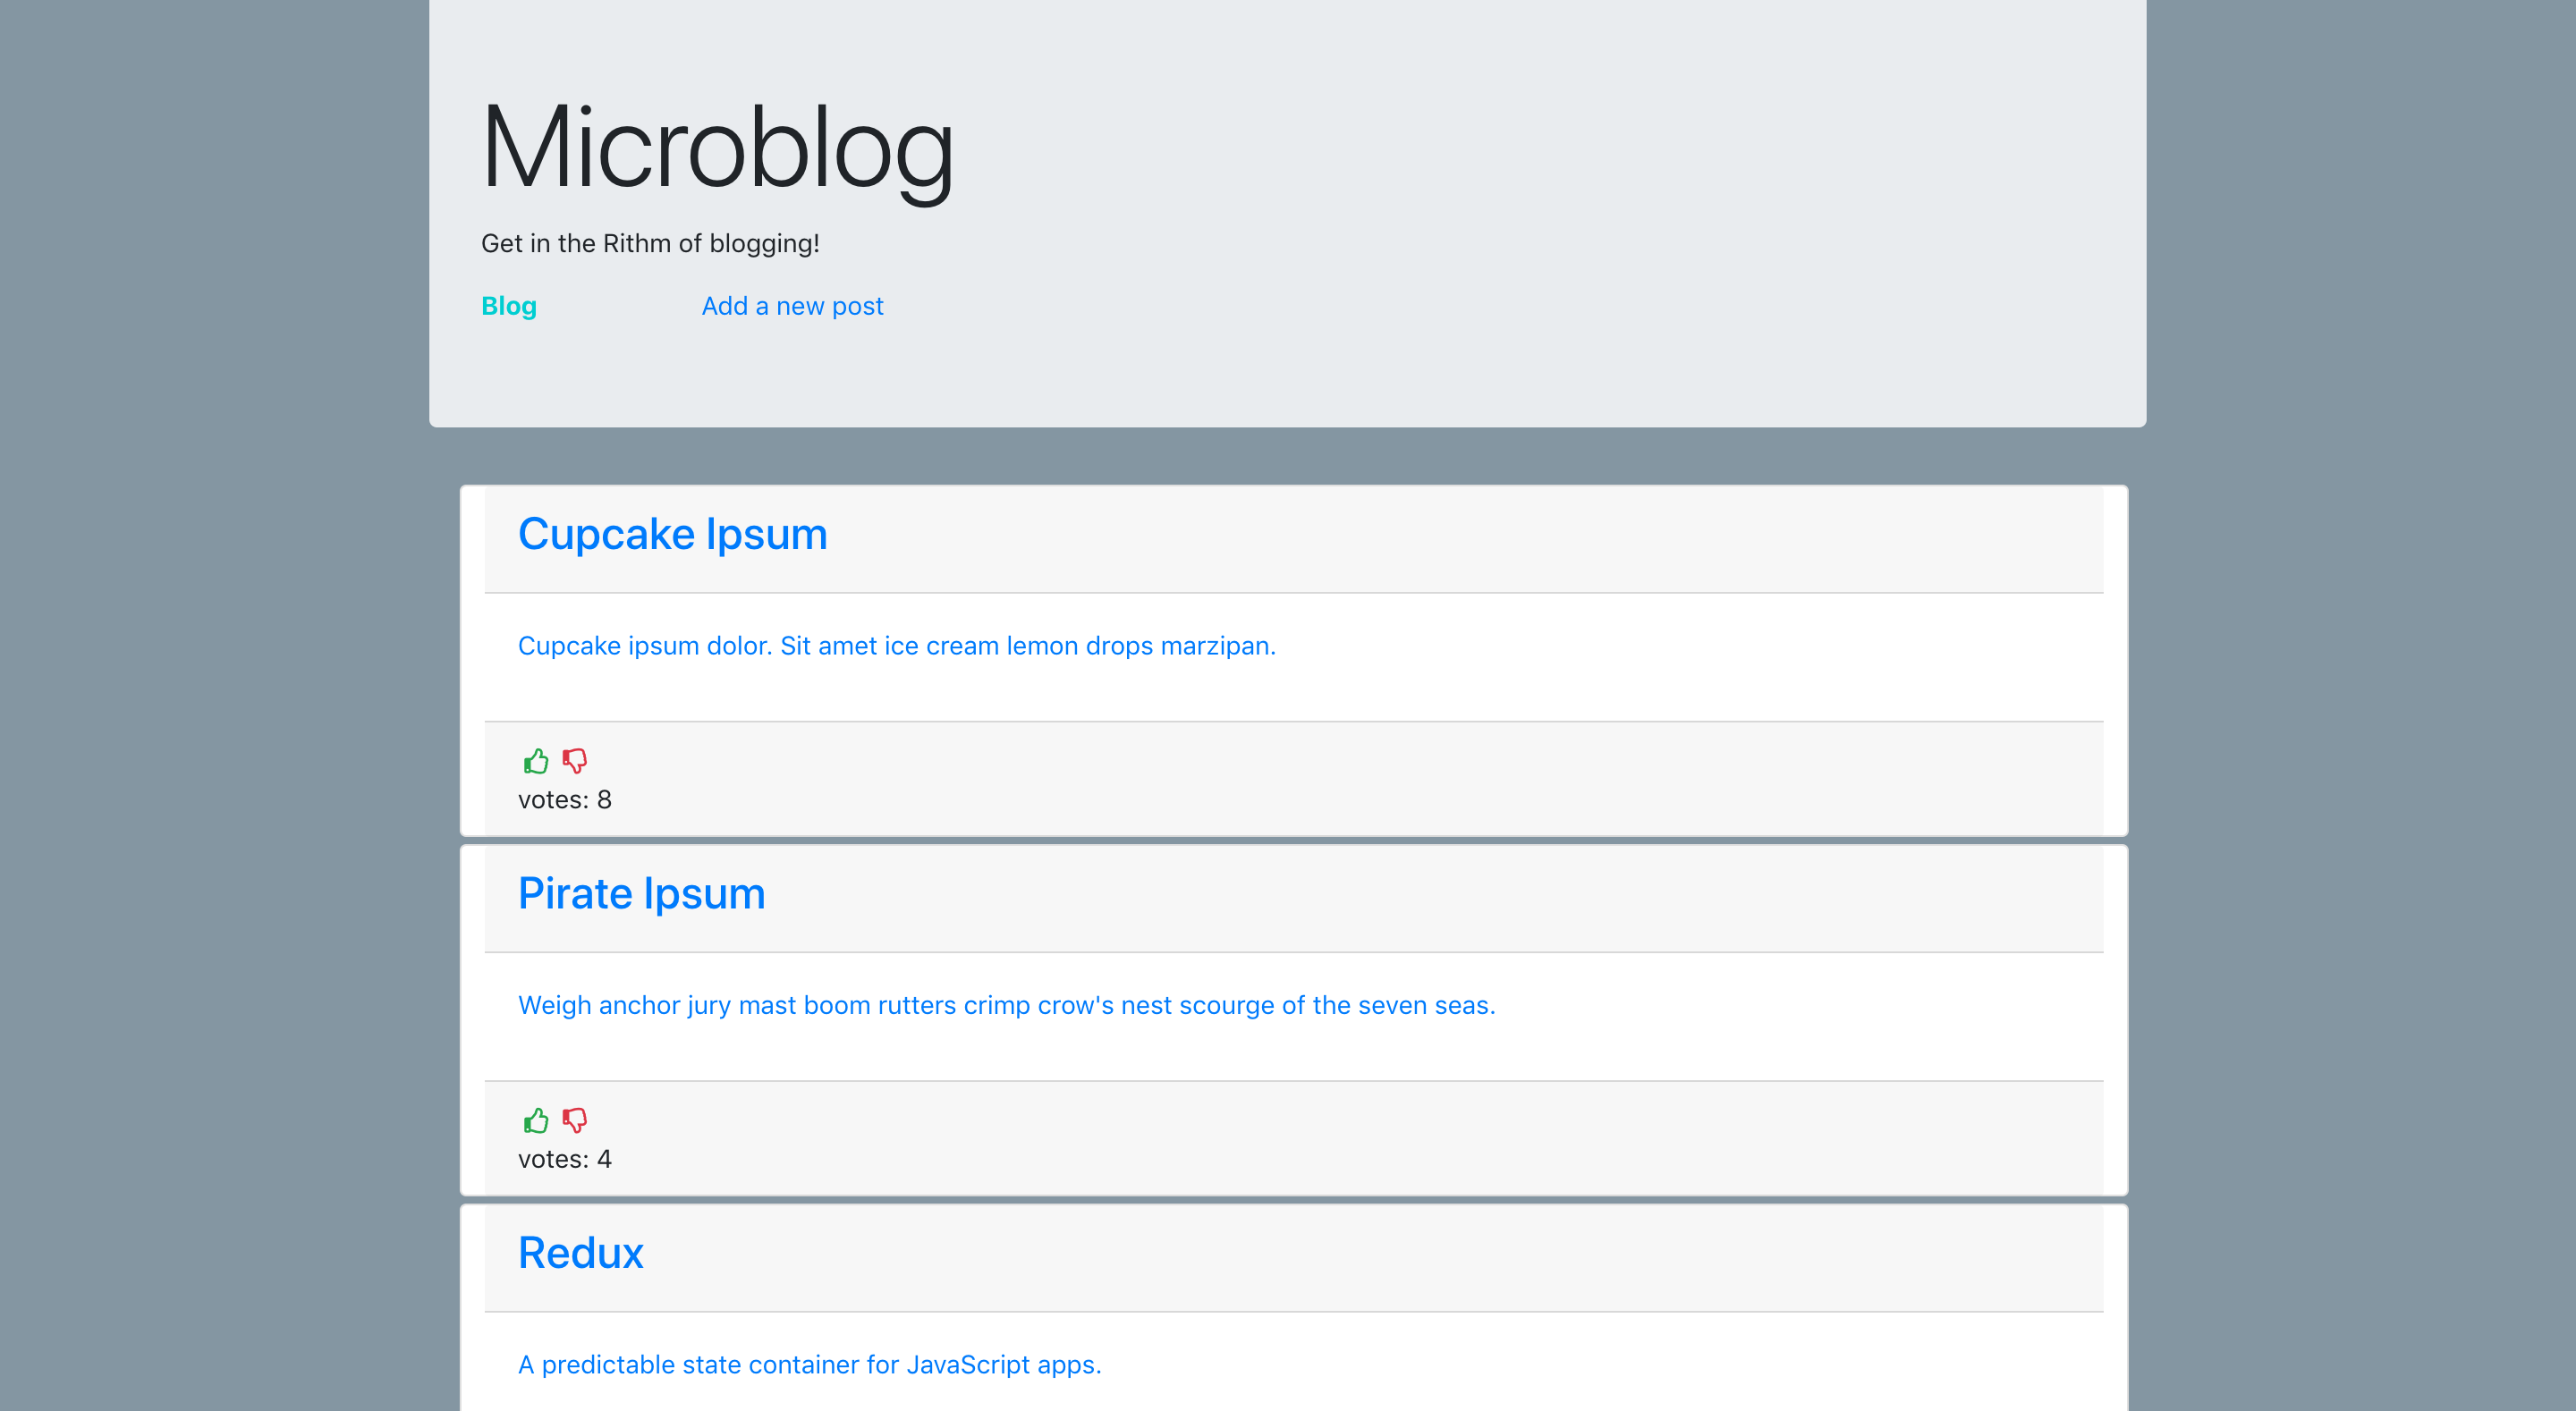 Microblog
Get in the Rithm of blogging!
Blog Add a new post
Cupcake Ipsum
Cupcake ipsum dolor. Sit amet ice cream lemon drops marzipan.
votes: 8
Pirate Ipsum
Weigh anchor jury mast boom rutters crimp crow's nest scourge of the seven seas.
votes: 4
Redux
A predictable state container for JavaScript apps.